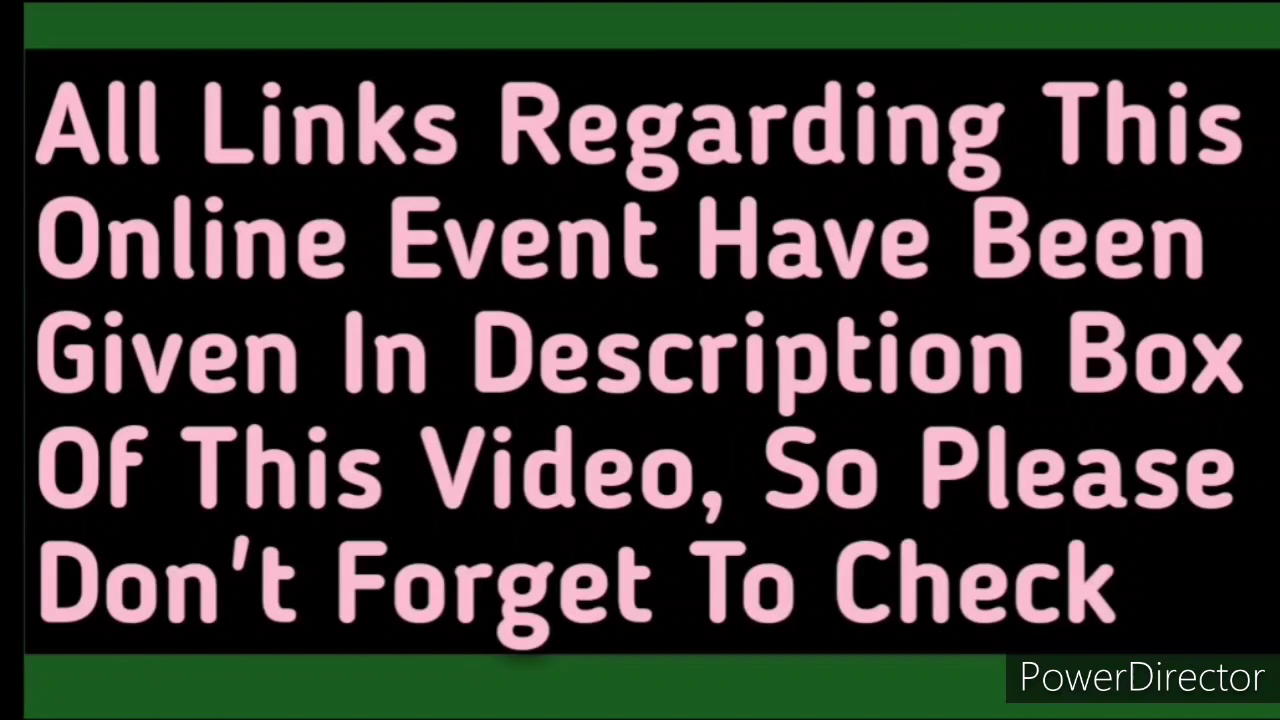 All Links Regarding This
Online Event Have Been
Given In Description Box
Of This Video, So Please
Don't Forget To Check
PowerDirector